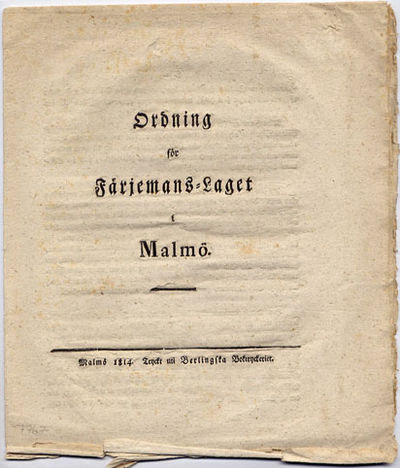 Ordning
för
Färjemans-Laget
i
Malmö.
Malmö 1814. Tryckt uti Berlingska Boktryckeriet.